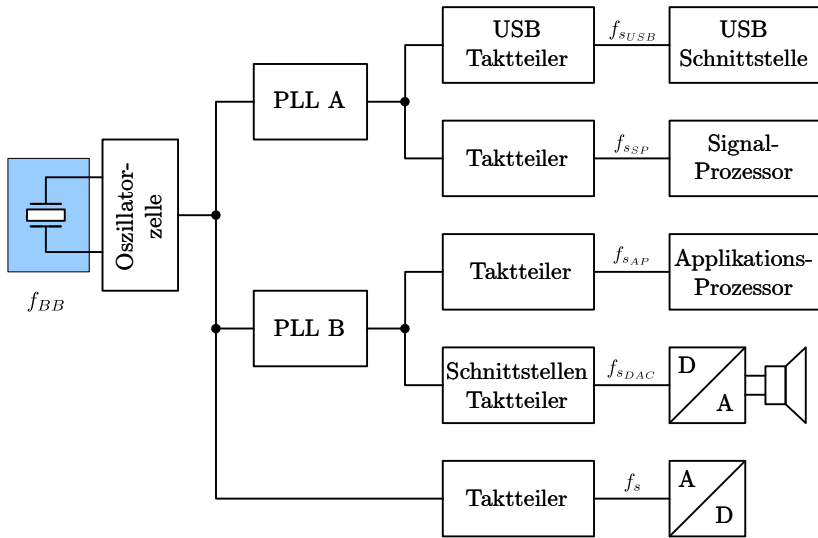 USB
Taktteiler
f_{s_{USB}}
USB
Schnittstelle
PLL A
Taktteiler
f_{s_{SP}}
Signal-
Prozessor
Oszillator-
zelle
f_{BB}
Taktteiler
f_{s_{AP}}
Applikations-
Prozessor
PLL B
Schnittstellen
Taktteiler
f_{s_{DAC}}
D
A
Taktteiler
f_s
A
D